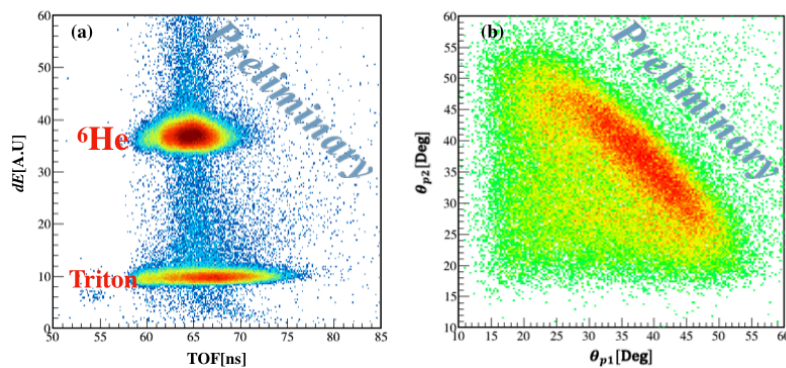 (a)
Preliminary
⁶He
Triton
dE[A.U]
60
50
40
30
20
10
0
50 55 60 65 70 75 80 85
TOF[ns]
(b)
Preliminary
θp2[Deg]
60
55
50
45
40
35
30
25
20
15
10
10 15 20 25 30 35 40 45 50 55 60
θp1[Deg]